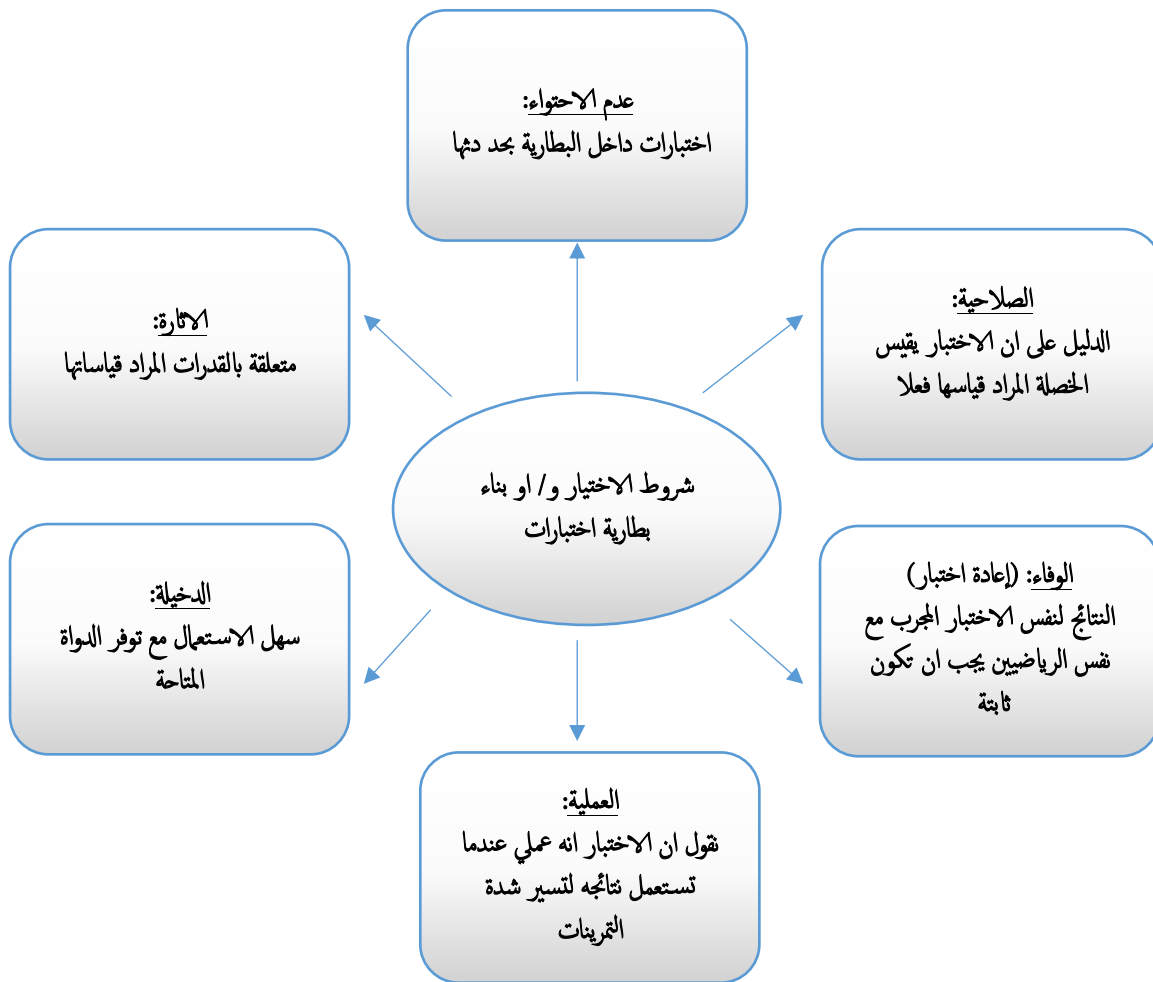 عدم الاحتواء:
اختبارات داخل البطارية بحد دثها
الصلاحية:
الدليل على ان الاختبار يقيس
الخصلة المراد قياسها فعلا
الاثارة:
متعلقة بالقدرات المراد قياساتها
شروط الاختيار و/ او بناء
بطارية اختبارات
الوفاء: (إعادة اختبار)
النتائج لنفس الاختبار المجرب مع
نفس الرياضيين يجب ان تكون
ثابتة
الدخيلة:
سهل الاستعمال مع توفر الدواة
المتاحة
العملية:
نقول ان الاختبار انه عملي عندما
تستعمل نتائجه لتسير شدة
التمرينات